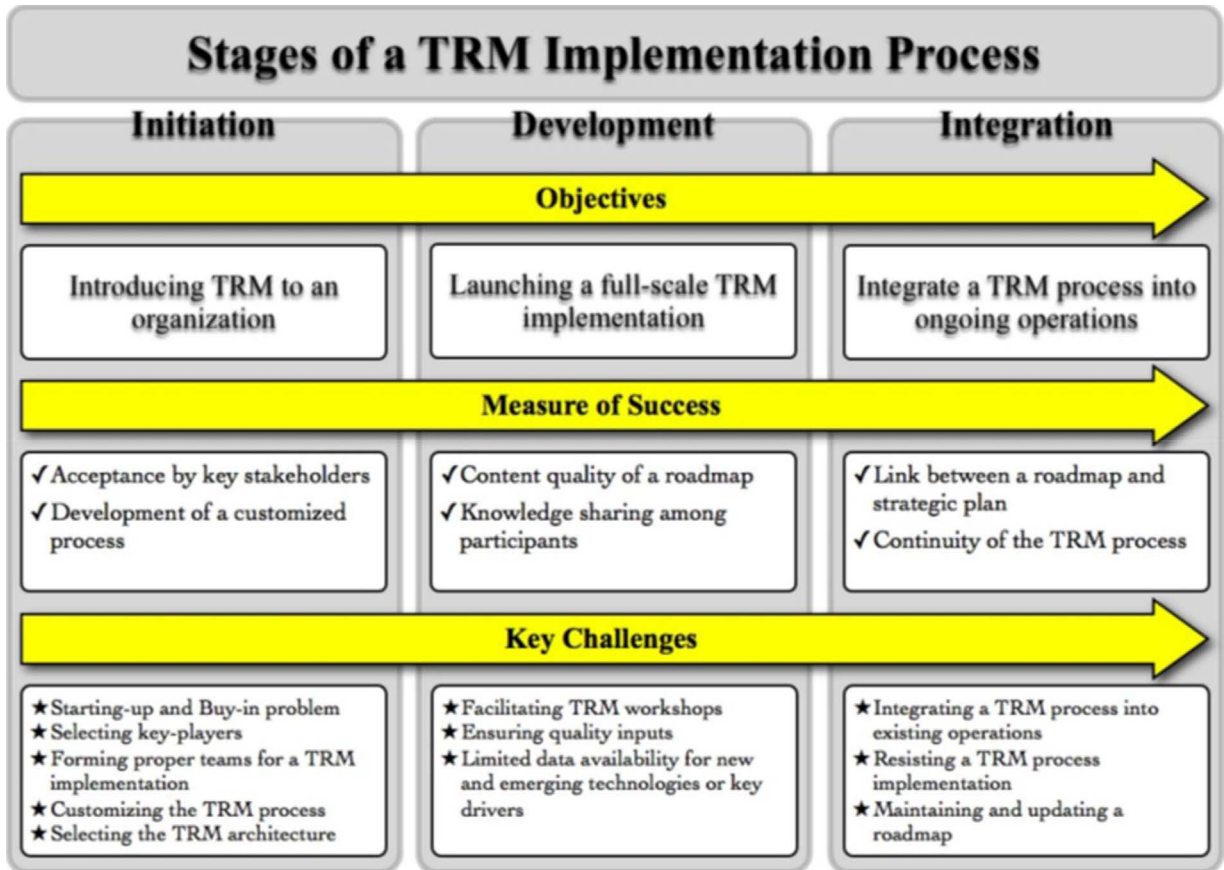 Stages of a TRM Implementation Process
Initiation
Development
Integration
Objectives
Introducing TRM to an
organization
Launching a full-scale TRM
implementation
Integrate a TRM process into
ongoing operations
Measure of Success
✓ Acceptance by key stakeholders
✓ Development of a customized
process
✓ Content quality of a roadmap
✓ Knowledge sharing among
participants
✓ Link between a roadmap and
strategic plan
✓ Continuity of the TRM process
Key Challenges
★ Starting-up and Buy-in problem
★ Selecting key-players
★ Forming proper teams for a TRM
implementation
★ Customizing the TRM process
★ Selecting the TRM architecture
★ Facilitating TRM workshops
★ Ensuring quality inputs
★ Limited data availability for new
and emerging technologies or key
drivers
★ Integrating a TRM process into
existing operations
★ Resisting a TRM process
implementation
★ Maintaining and updating a
roadmap